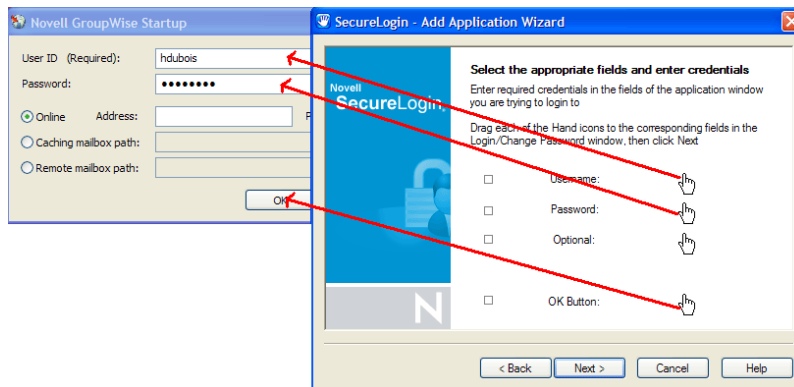 Novell GroupWise Startup
User ID (Required):
hdubois
Password:
••••••••
Online
Address:
Caching mailbox path:
Remote mailbox path:
OK
SecureLogin - Add Application Wizard
Novell
SecureLogin
N
Select the appropriate fields and enter credentials
Enter required credentials in the fields of the application window
you are trying to login to
Drag each of the Hand icons to the corresponding fields in the
Login/Change Password window, then click Next
Username:
Password:
Optional:
OK Button:
< Back
Next >
Cancel
Help